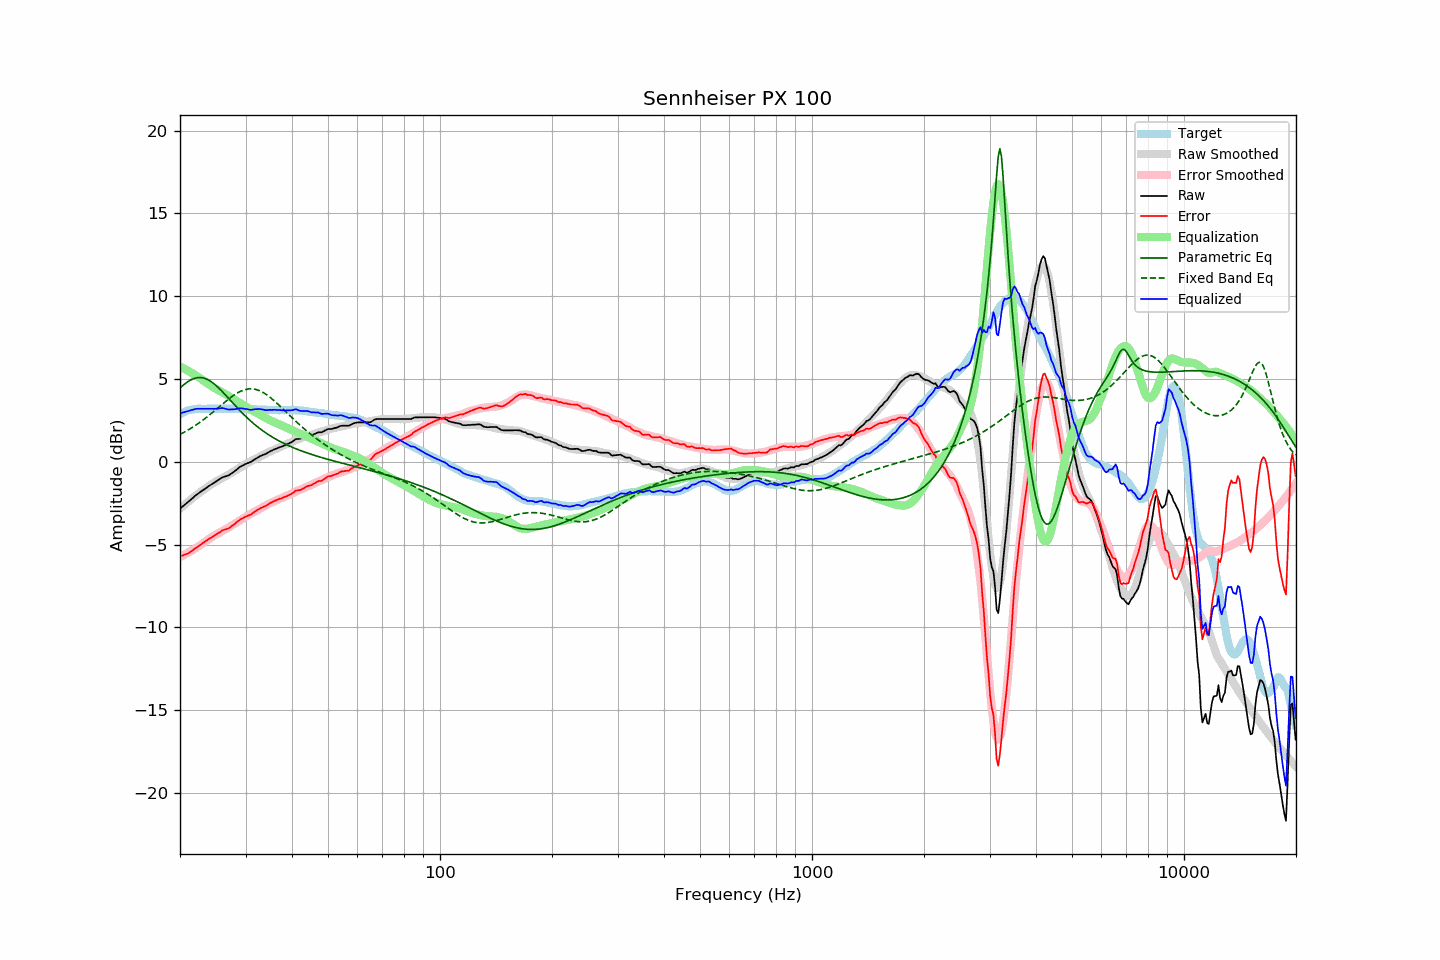 Sennheiser PX 100
Amplitude (dBr)
20
15
10
5
0
−5
−10
−15
−20
Target
Raw Smoothed
Error Smoothed
Raw
Error
Equalization
Parametric Eq
Fixed Band Eq
Equalized
100
1000
10000
Frequency (Hz)